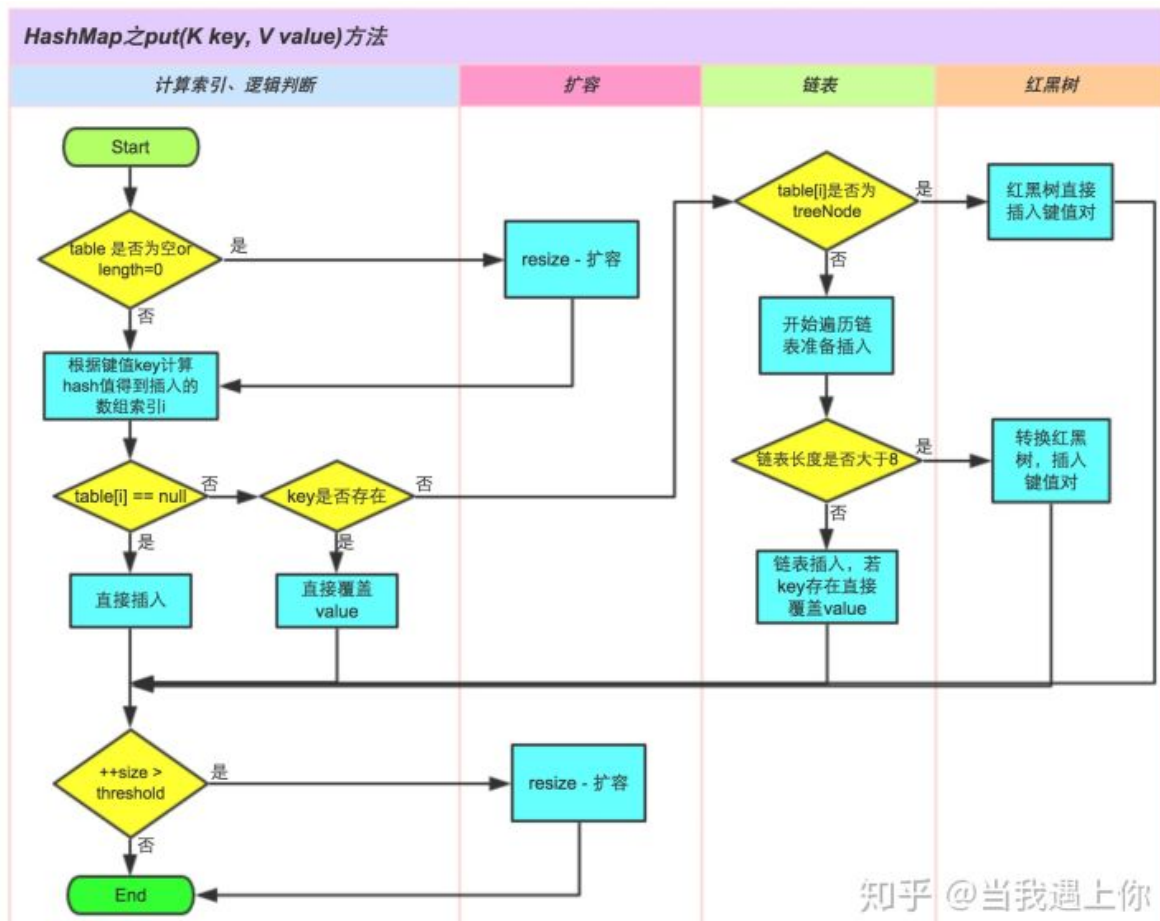 HashMap之put(K key, V value)方法
计算索引、逻辑判断
扩容
链表
红黑树
Start
table 是否为空or
length=0
是
否
resize - 扩容
根据键值key计算
hash值得到插入的
数组索引i
table[i] == null
否
是
key是否存在
否
是
直接插入
直接覆盖
value
table[i]是否为
treeNode
是
否
红黑树直接
插入键值对
开始遍历链
表准备插入
链表长度是否大于8
是
否
转换红黑
树，插入
键值对
链表插入，若
key存在直接
覆盖value
++size >
threshold
是
否
resize - 扩容
End
知乎 @当我遇上你